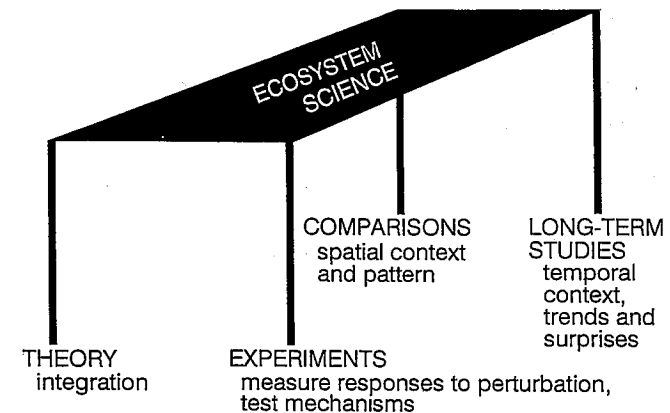 ECOSYSTEM
SCIENCE
COMPARISONS
spatial context
and pattern
LONG-TERM
STUDIES
temporal
context,
trends and
surprises
THEORY
integration
EXPERIMENTS
measure responses to perturbation,
test mechanisms